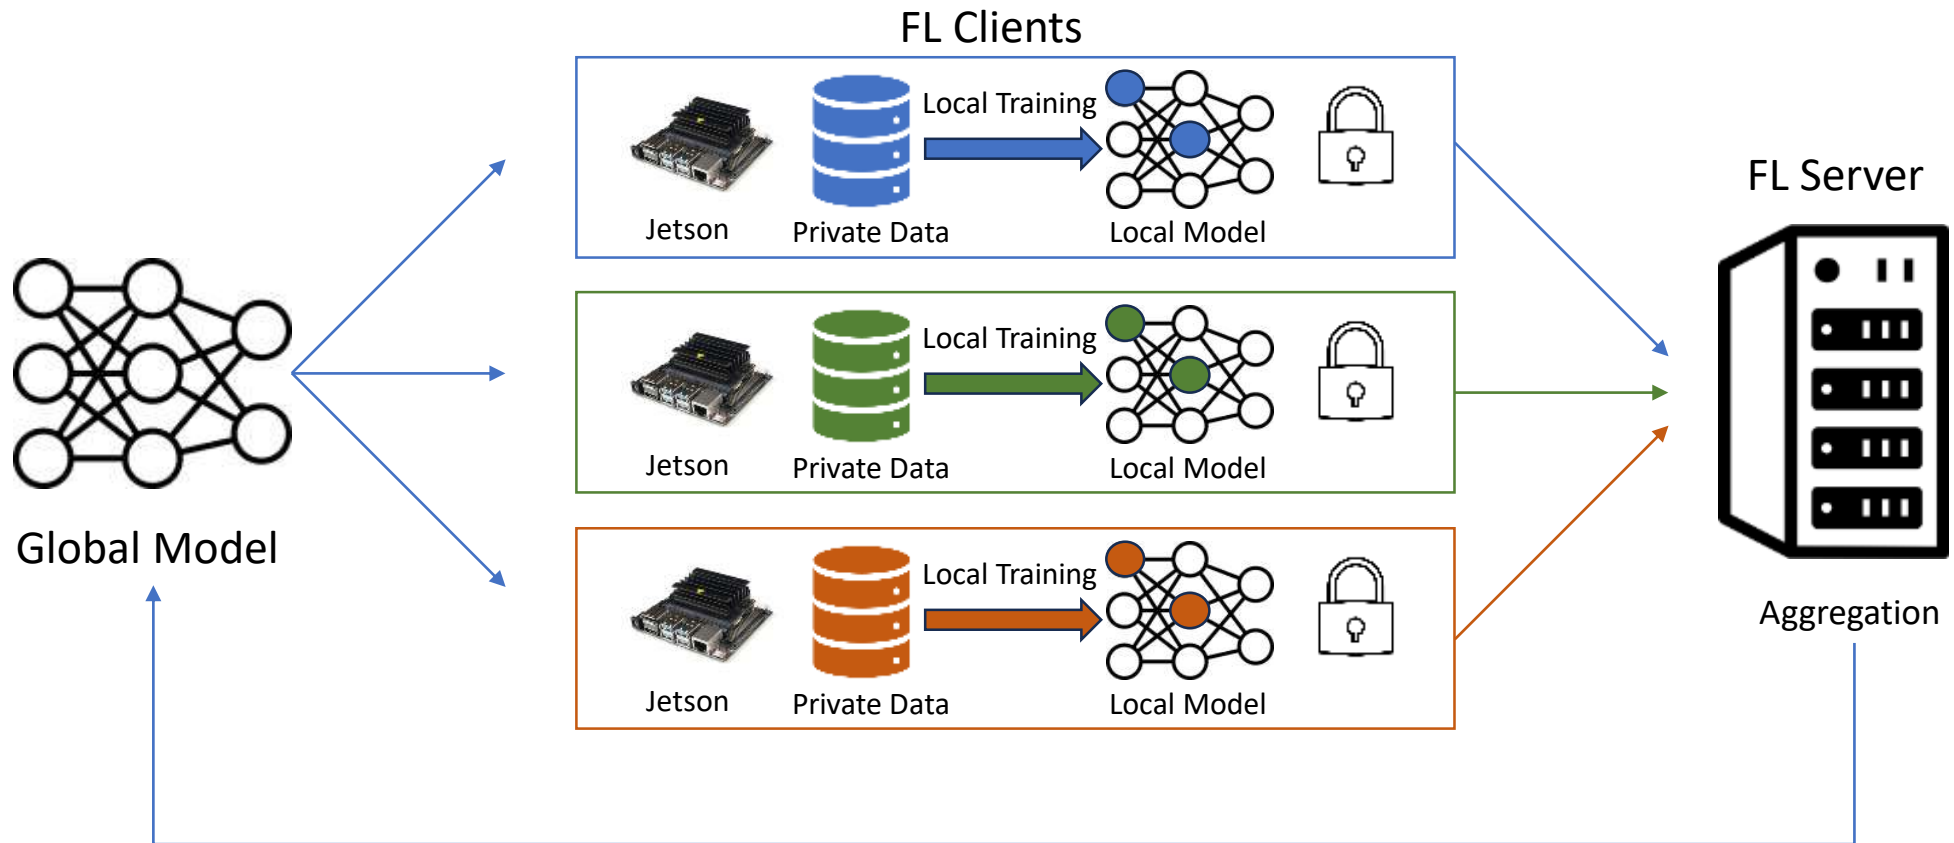 FL Clients
Local Training
Jetson
Private Data
Local Model
Local Training
Jetson
Private Data
Local Model
Local Training
Jetson
Private Data
Local Model
Global Model
FL Server
Aggregation